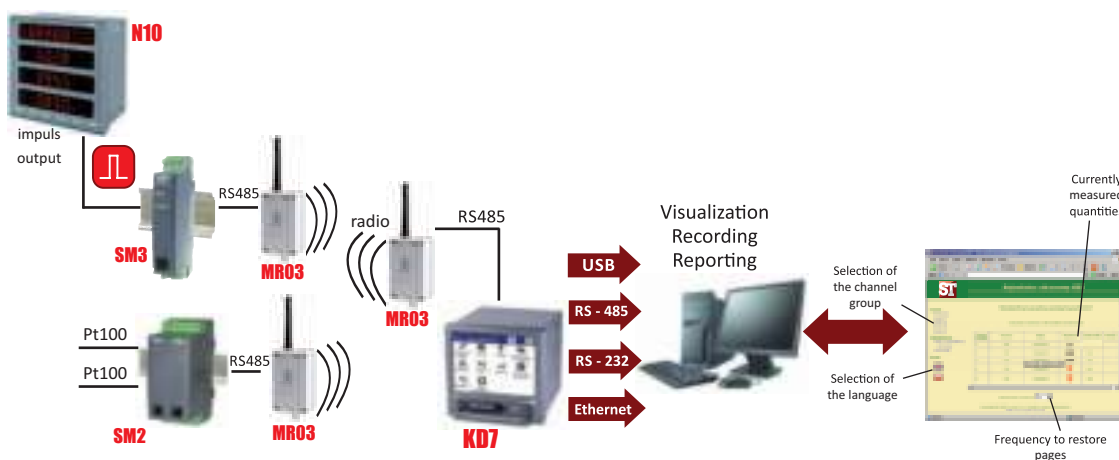 N10
impuls
output
SM3
RS485
MR03
radio
RS485
MR03
Pt100
Pt100
RS485
SM2
MR03
KD7
USB
RS - 485
RS - 232
Ethernet
Visualization
Recording
Reporting
Selection of
the channel
group
Selection of
the language
Currently
measured
quantitie
ST
Frequency to restore
pages